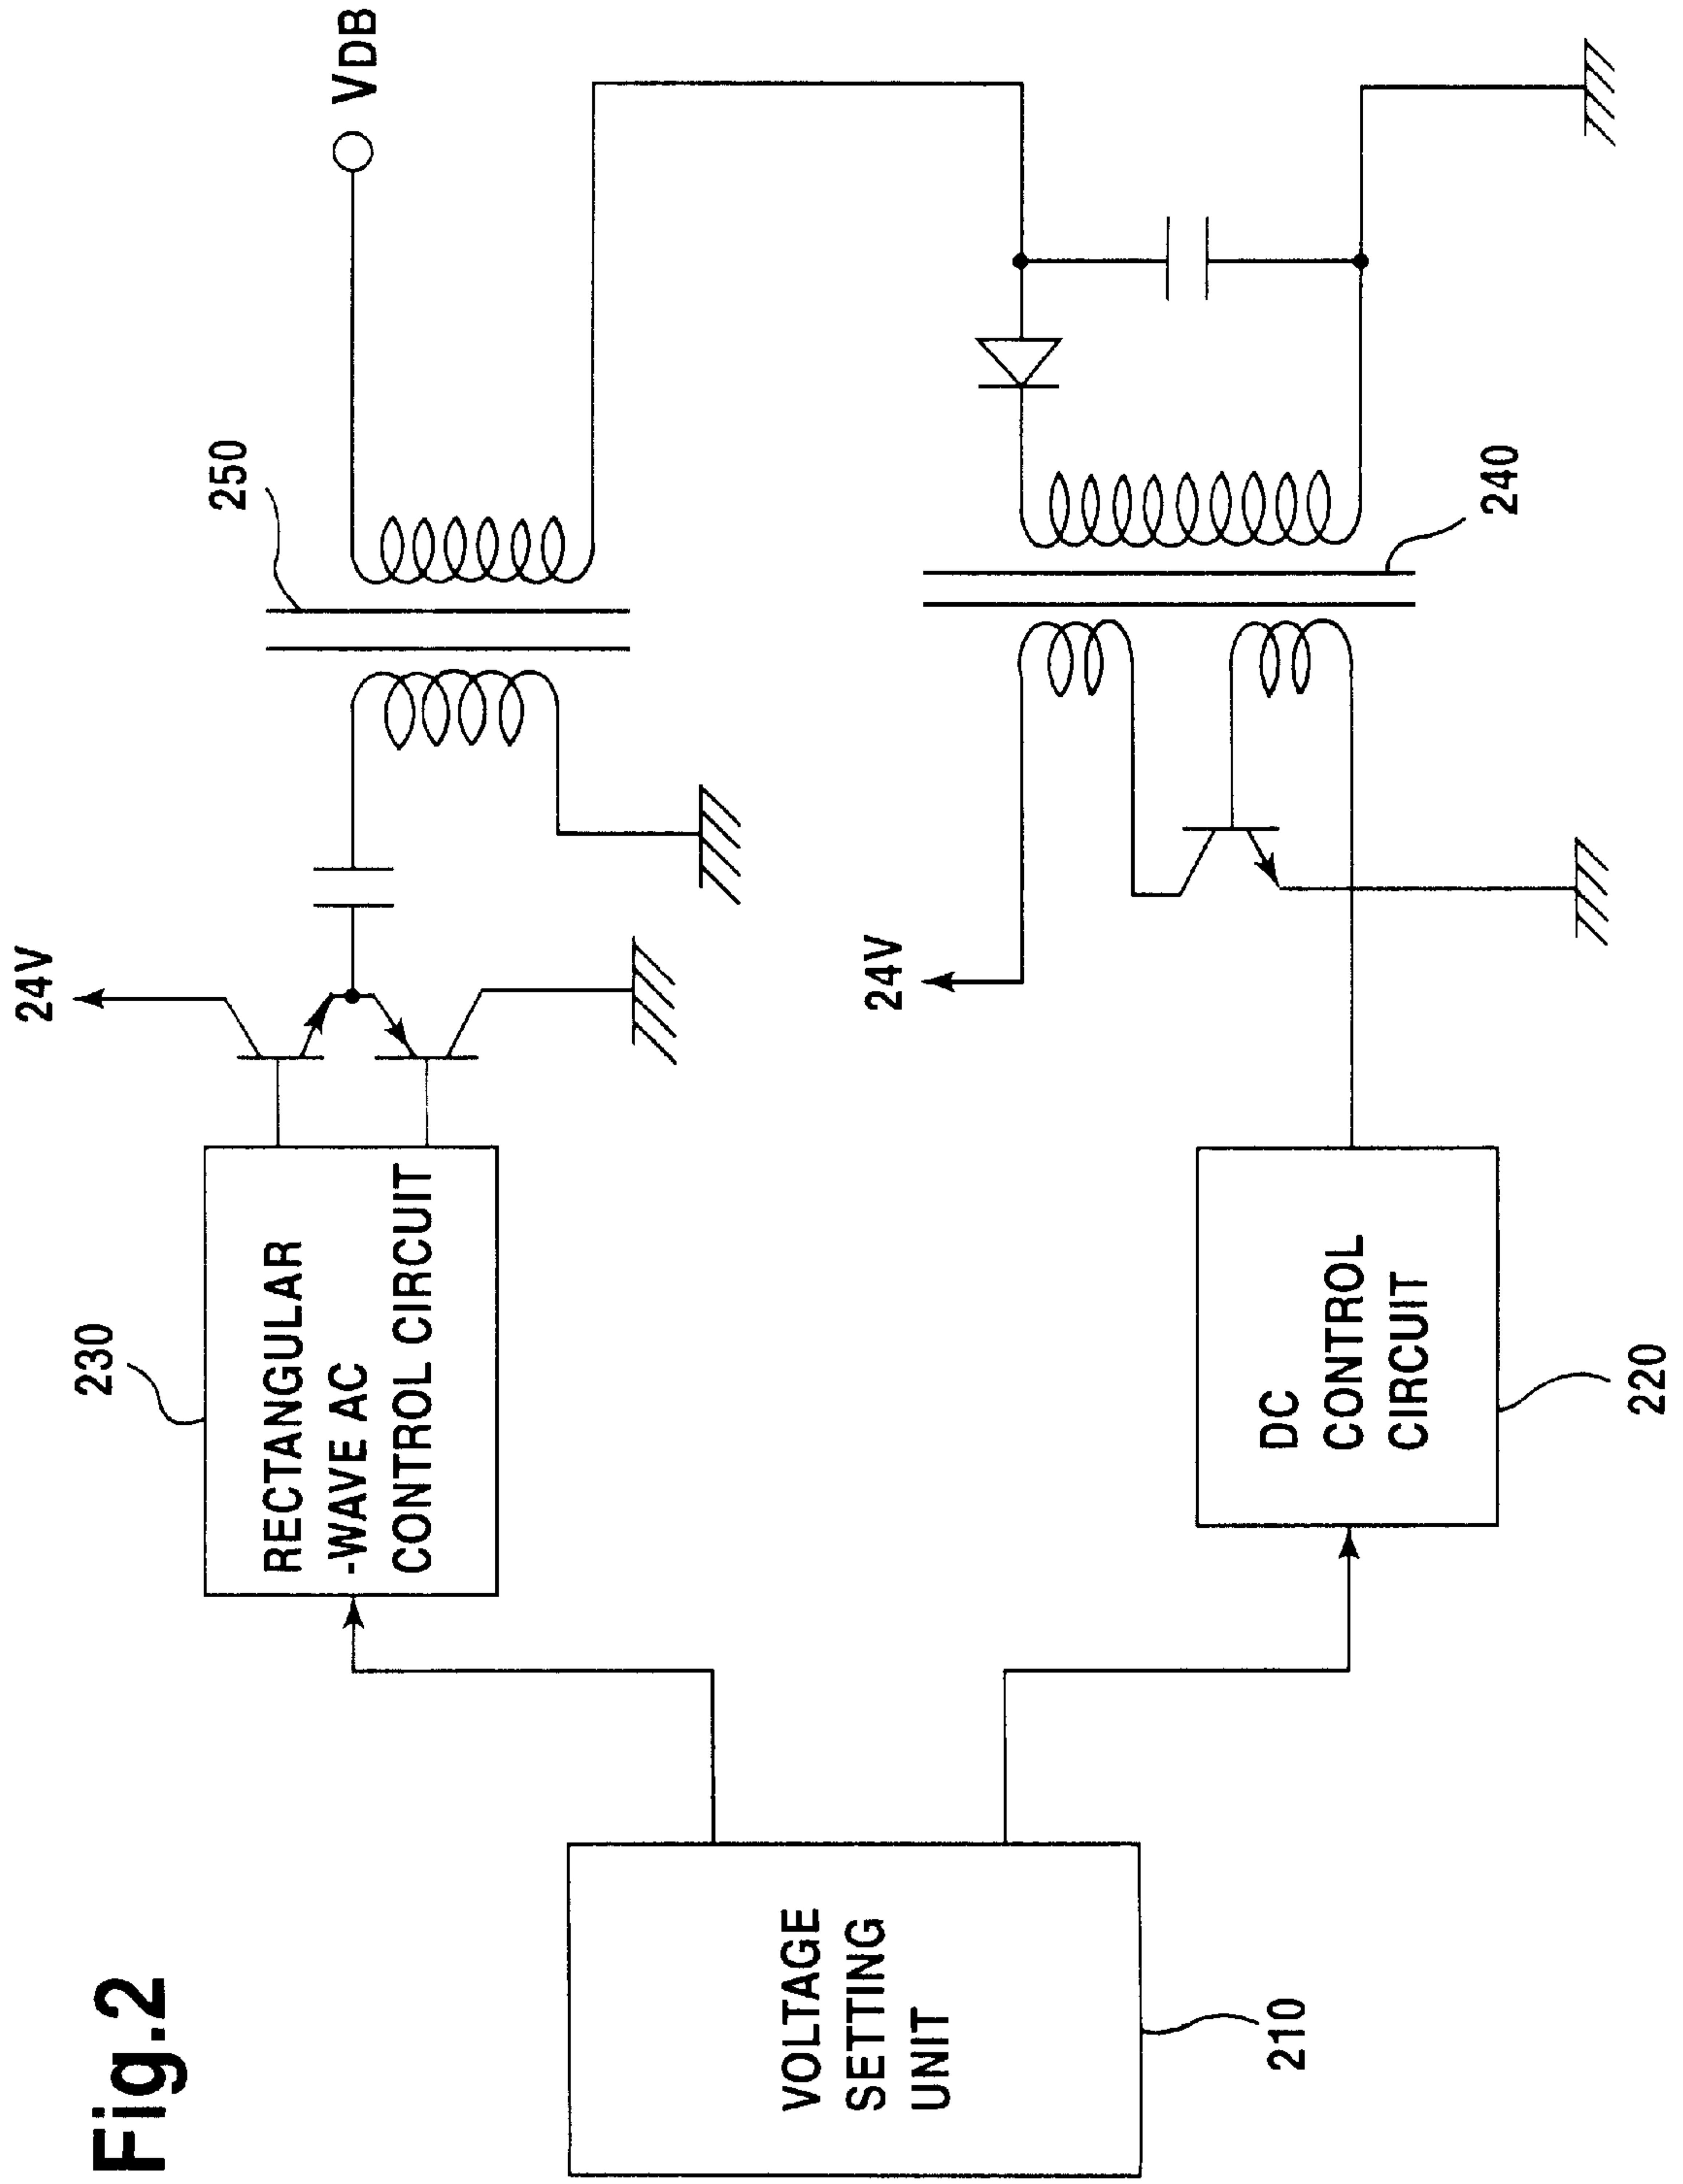 Fig.2
VOLTAGE
SETTING
UNIT
210
230
RECTANGULAR
-WAVE AC
CONTROL CIRCUIT
DC
CONTROL
CIRCUIT
220
24V
24V
250
240
VDB